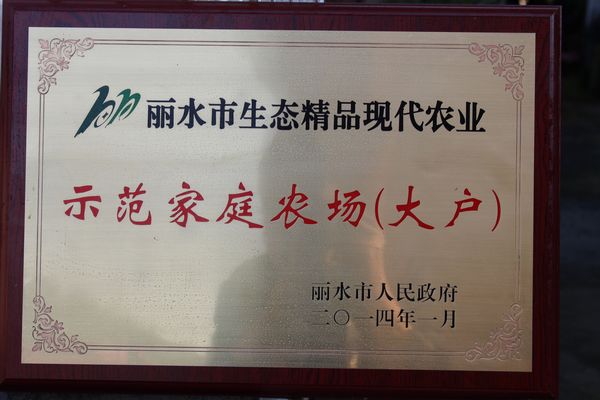 丽水市生态精品现代农业
示范家庭农场(大户)
丽水市人民政府
二〇一四年一月